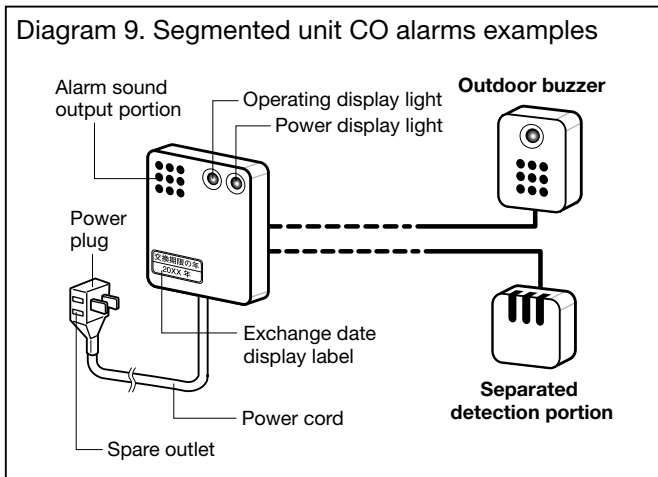 Diagram 9. Segmented unit CO alarms examples
Alarm sound
output portion
Operating display light
Power display light
Outdoor buzzer
Power
plug
交換期限の年
20XX 年
Exchange date
display label
Power cord
Spare outlet
Separated
detection portion